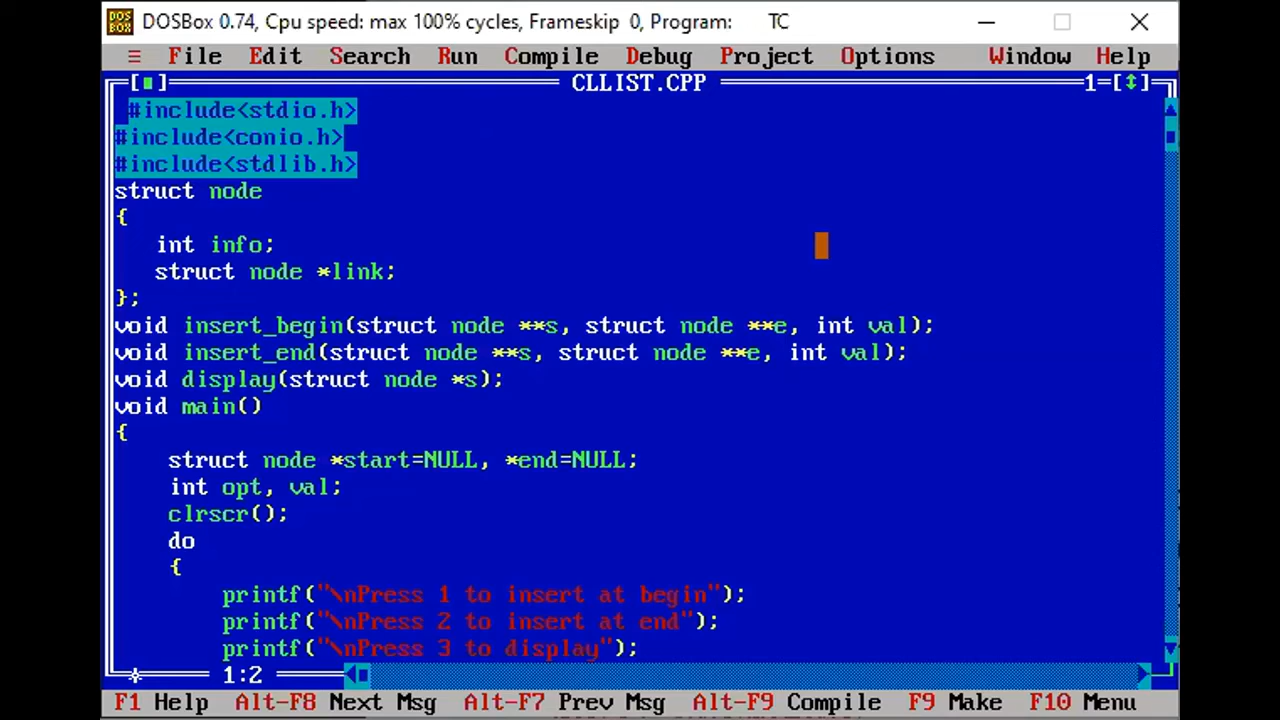 DOSBox 0.74, Cpu speed: max 100% cycles, Frameskip 0, Program: TC
≡ File Edit Search Run Compile Debug Project Options Window Help
[■] CLLIST.CPP 1=[↕]
#include<stdio.h>
#include<conio.h>
#include<stdlib.h>
struct node
{
int info;
struct node *link;
};
void insert_begin(struct node **s, struct node **e, int val);
void insert_end(struct node **s, struct node **e, int val);
void display(struct node *s);
void main()
{
struct node *start=NULL, *end=NULL;
int opt, val;
clrscr();
do
{
printf("\nPress 1 to insert at begin");
printf("\nPress 2 to insert at end");
printf("\nPress 3 to display");
1:2
F1 Help Alt-F8 Next Msg Alt-F7 Prev Msg Alt-F9 Compile F9 Make F10 Menu